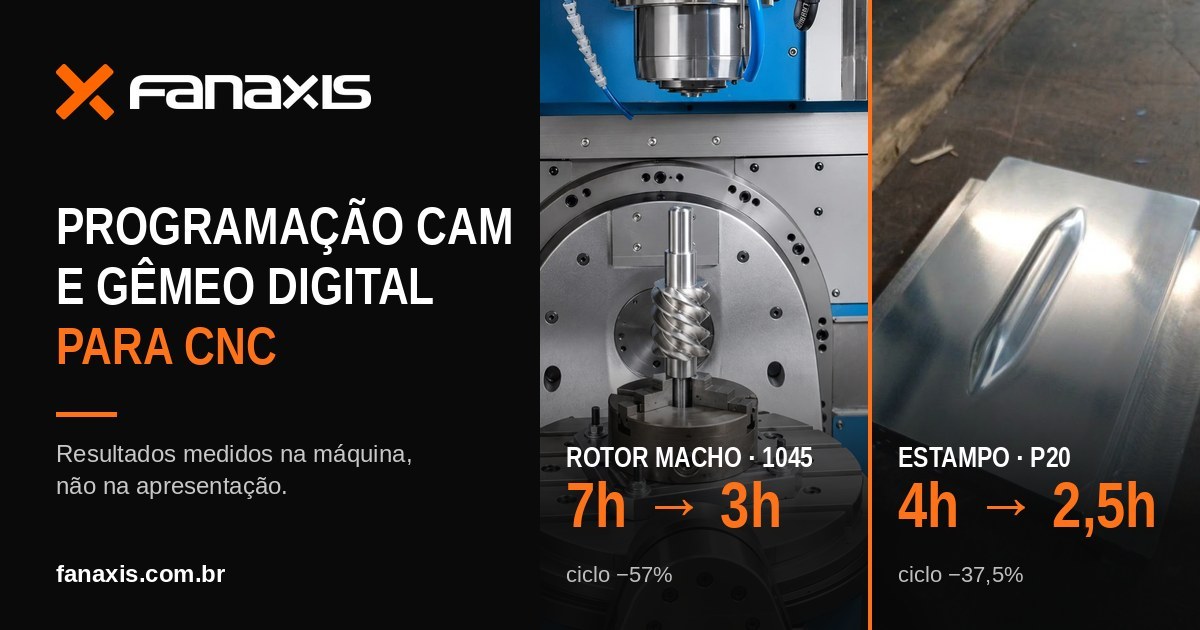 fanaxis
PROGRAMAÇÃO CAM
E GÊMEO DIGITAL
PARA CNC
Resultados medidos na máquina,
não na apresentação.
fanaxis.com.br
ROTOR MACHO · 1045
7h → 3h
ciclo −57%
ESTAMPO · P20
4h → 2,5h
ciclo −37,5%